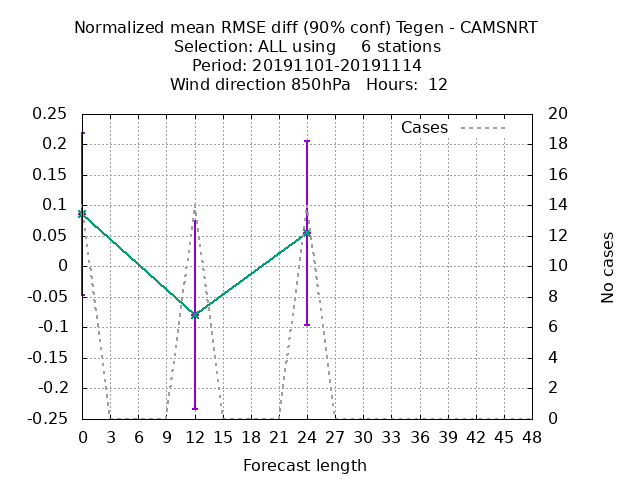 Normalized mean RMSE diff (90% conf) Tegen - CAMSNRT
Selection: ALL using     6 stations
Period: 20191101-20191114
Wind direction 850hPa   Hours:  12
Cases
0.25
0.2
0.15
0.1
0.05
0
-0.05
-0.1
-0.15
-0.2
-0.25
20
18
16
14
12
10
8
6
4
2
0
No cases
0 3 6 9 12 15 18 21 24 27 30 33 36 39 42 45 48
Forecast length